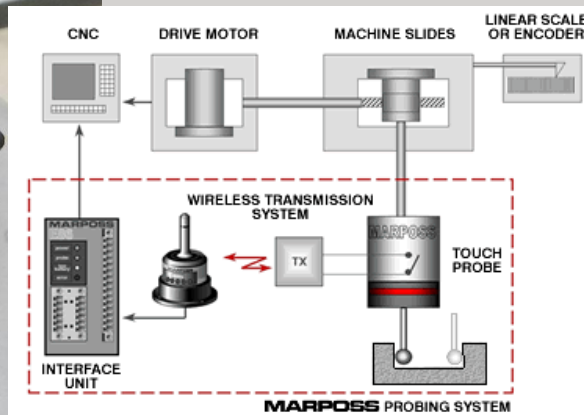 CNC
DRIVE MOTOR
MACHINE SLIDES
LINEAR SCALE
OR ENCODER
WIRELESS TRANSMISSION
SYSTEM
MARPOSS
MARPOSS
TX
TOUCH
PROBE
INTERFACE
UNIT
MARPOSS PROBING SYSTEM